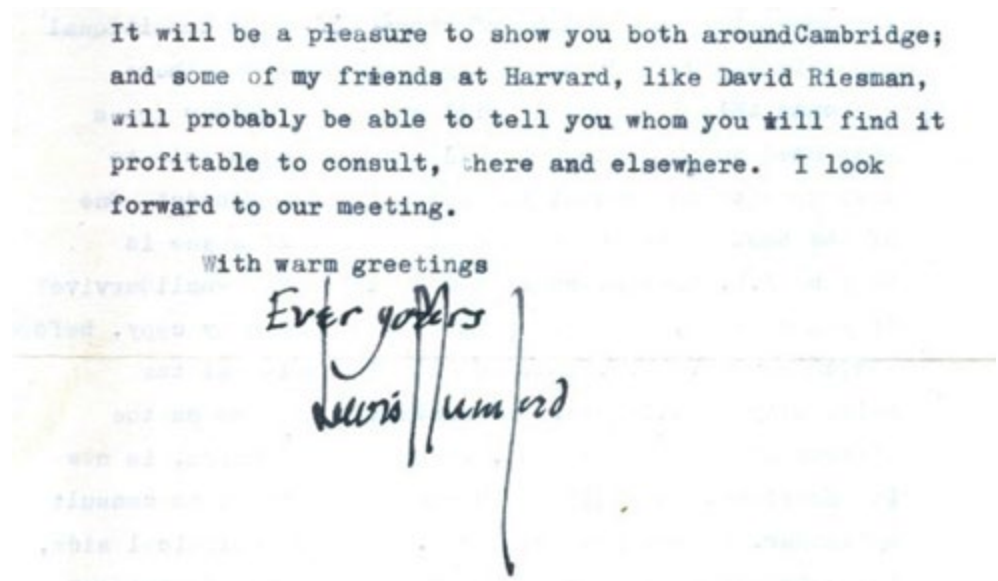 It will be a pleasure to show you both aroundCambridge;
and some of my friends at Harvard, like David Riesman,
will probably be able to tell you whom you will find it
profitable to consult, there and elsewhere. I look
forward to our meeting.
With warm greetings
Ever yours
Lewis Mumford